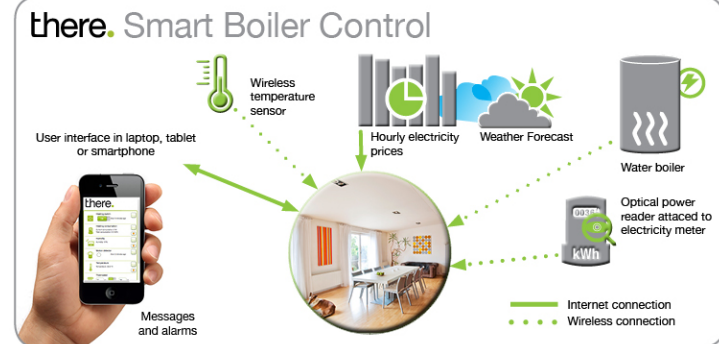 there. Smart Boiler Control
Wireless
temperature
sensor
User interface in laptop, tablet
or smartphone
Hourly electricity
prices
Weather Forecast
Water boiler
Optical power
reader attaced to
electricity meter
kWh
there.
Messages
and alarms
Internet connection
Wireless connection